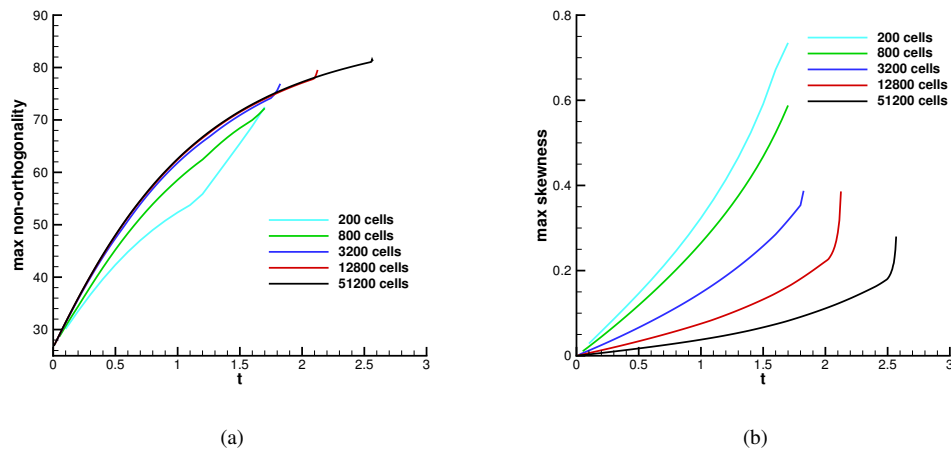 max non-orthogonality
90
80
70
60
50
40
30
0 0.5 1 1.5 2 2.5 3
t
200 cells
800 cells
3200 cells
12800 cells
51200 cells
(a)
max skewness
0.8
0.6
0.4
0.2
0
0 0.5 1 1.5 2 2.5 3
t
200 cells
800 cells
3200 cells
12800 cells
51200 cells
(b)